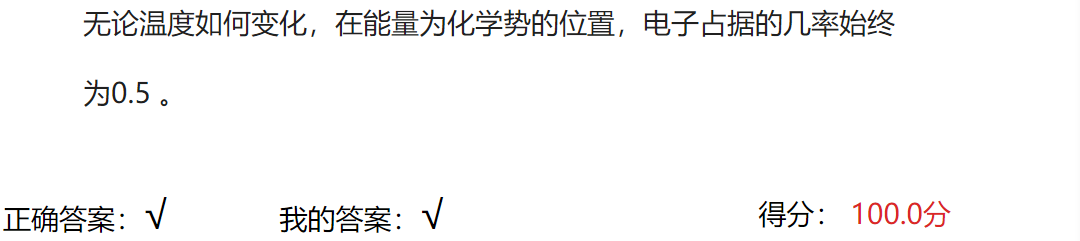 无论温度如何变化，在能量为化学势的位置，电子占据的几率始终
为0.5 。
正确答案：√ 我的答案：√ 得分： 100.0分